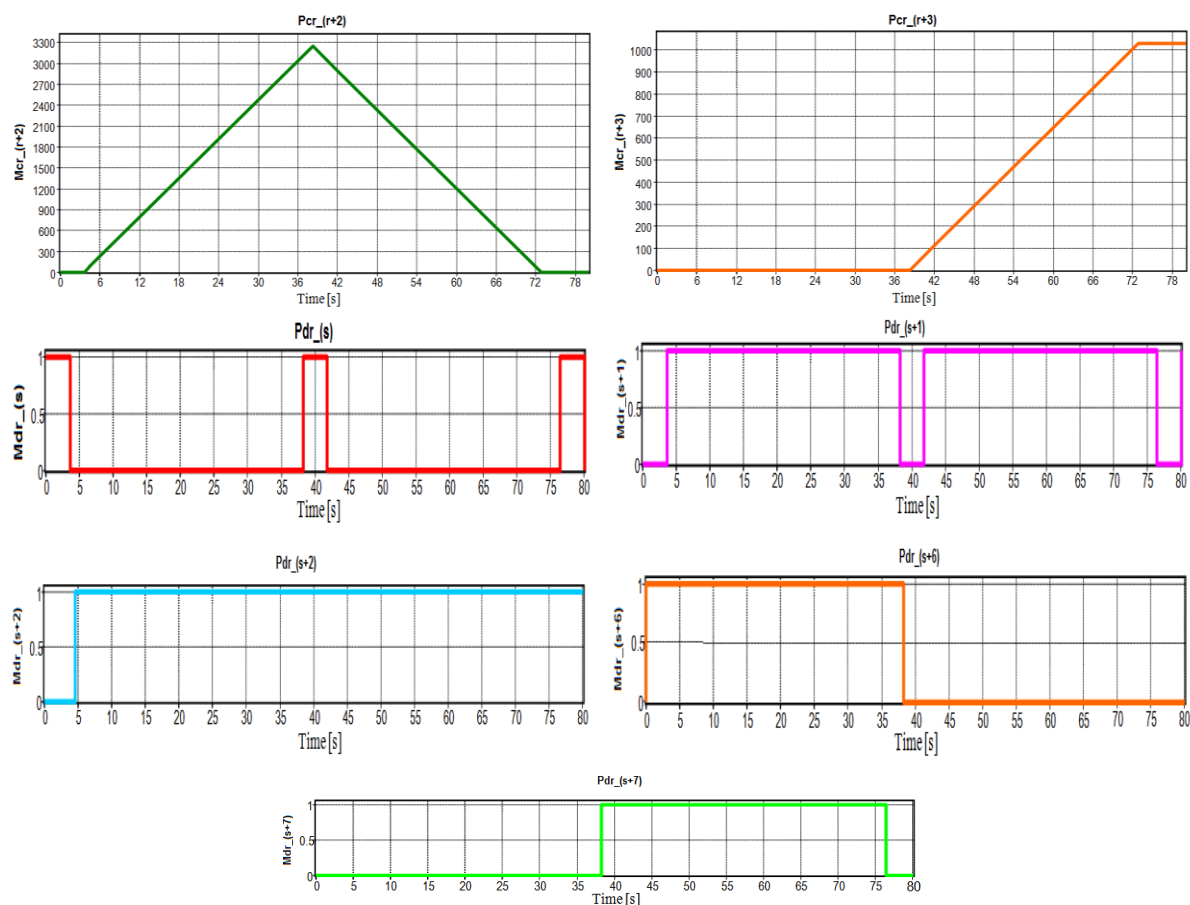 Pcr_(r+2)
3300
3000
2700
2400
2100
1800
1500
1200
900
600
300
0
Mcr_(r+2)
0 6 12 18 24 30 36 42 48 54 60 66 72 78
Time [s]
Pcr_(r+3)
1000
900
800
700
600
500
400
300
200
100
0
Mcr_(r+3)
0 6 12 18 24 30 36 42 48 54 60 66 72 78
Time [s]
Pdr_(s)
1
0.5
0
Mdr_(s)
0 5 10 15 20 25 30 35 40 45 50 55 60 65 70 75 80
Time [s]
Pdr_(s+1)
1
0.5
0
Mdr_(s+1)
0 5 10 15 20 25 30 35 40 45 50 55 60 65 70 75 80
Time [s]
Pdr_(s+2)
1
0.5
0
Mdr_(s+2)
0 5 10 15 20 25 30 35 40 45 50 55 60 65 70 75 80
Time [s]
Pdr_(s+6)
1
0.5
0
Mdr_(s+6)
0 5 10 15 20 25 30 35 40 45 50 55 60 65 70 75 80
Time [s]
Pdr_(s+7)
1
0.5
0
Mdr_(s+7)
0 5 10 15 20 25 30 35 40 45 50 55 60 65 70 75 80
Time [s]